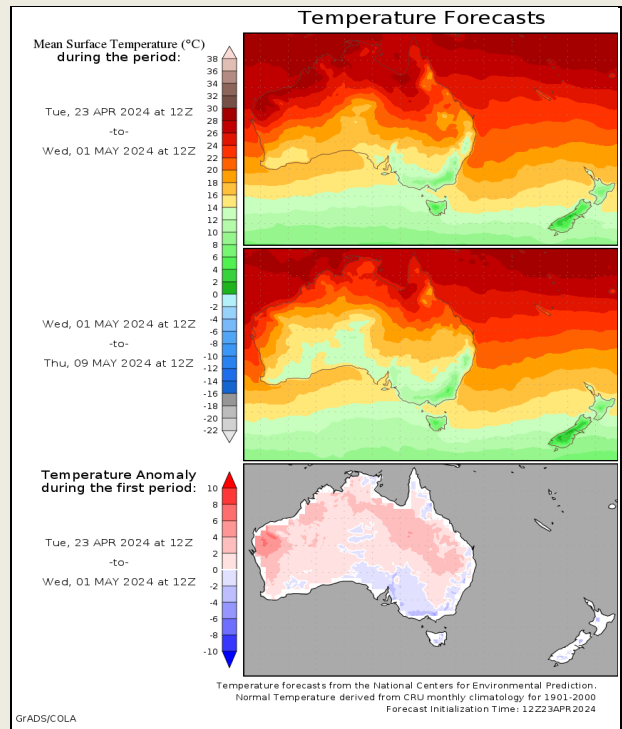 Temperature Forecasts
Mean Surface Temperature (°C)
during the period:
38
36
34
32
30
28
26
24
22
20
18
16
14
12
10
8
6
4
2
0
-2
-4
-6
-8
-10
-12
-14
-16
-18
-20
-22
Tue, 23 APR 2024 at 12Z
-to-
Wed, 01 MAY 2024 at 12Z
Wed, 01 MAY 2024 at 12Z
-to-
Thu, 09 MAY 2024 at 12Z
Temperature Anomaly
during the first period:
10
8
6
4
2
0
-2
-4
-6
-8
-10
Tue, 23 APR 2024 at 12Z
-to-
Wed, 01 MAY 2024 at 12Z
Temperature forecasts from the National Centers for Environmental Prediction.
Normal Temperature derived from CRU monthly climatology for 1901-2000
Forecast Initialization Time: 12Z23APR2024
GrADS/COLA